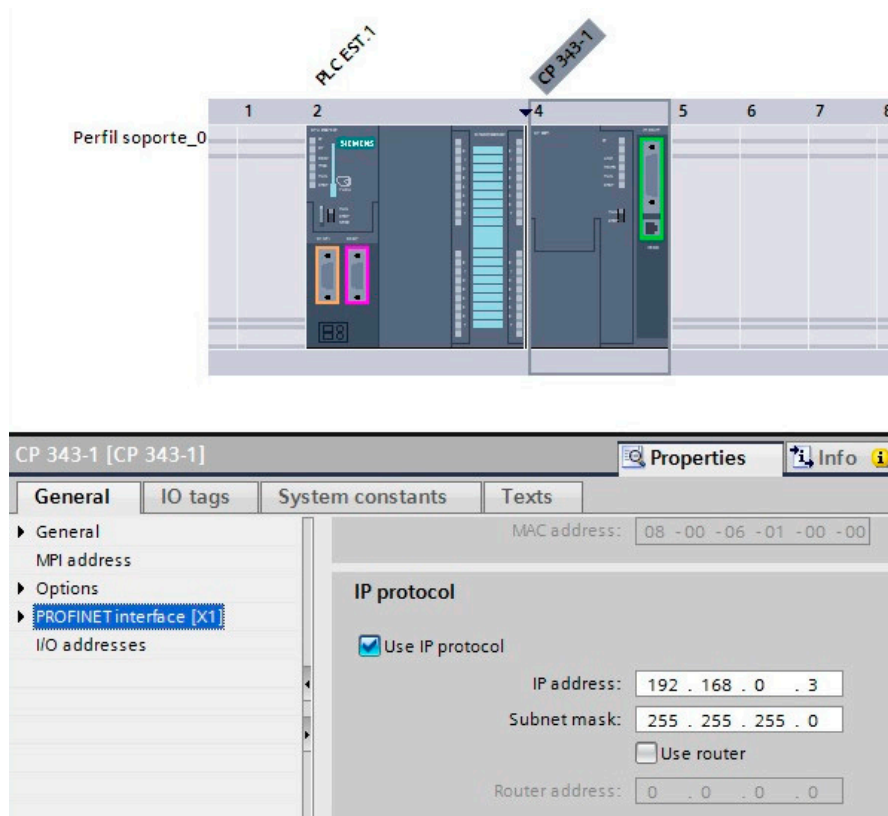 PLC EST.1
CP 343-1
1 2 4 5 6 7 8
Perfil soporte_0
SIEMENS
CP 343-1 [CP 343-1]
Properties
Info
General IO tags System constants Texts
General
MPI address
Options
PROFINET interface [X1]
I/O addresses
MAC address: 08 -00 -06 -01 -00 -00
IP protocol
Use IP protocol
IP address: 192 . 168 . 0 . 3
Subnet mask: 255 . 255 . 255 . 0
Use router
Router address: 0 . 0 . 0 . 0